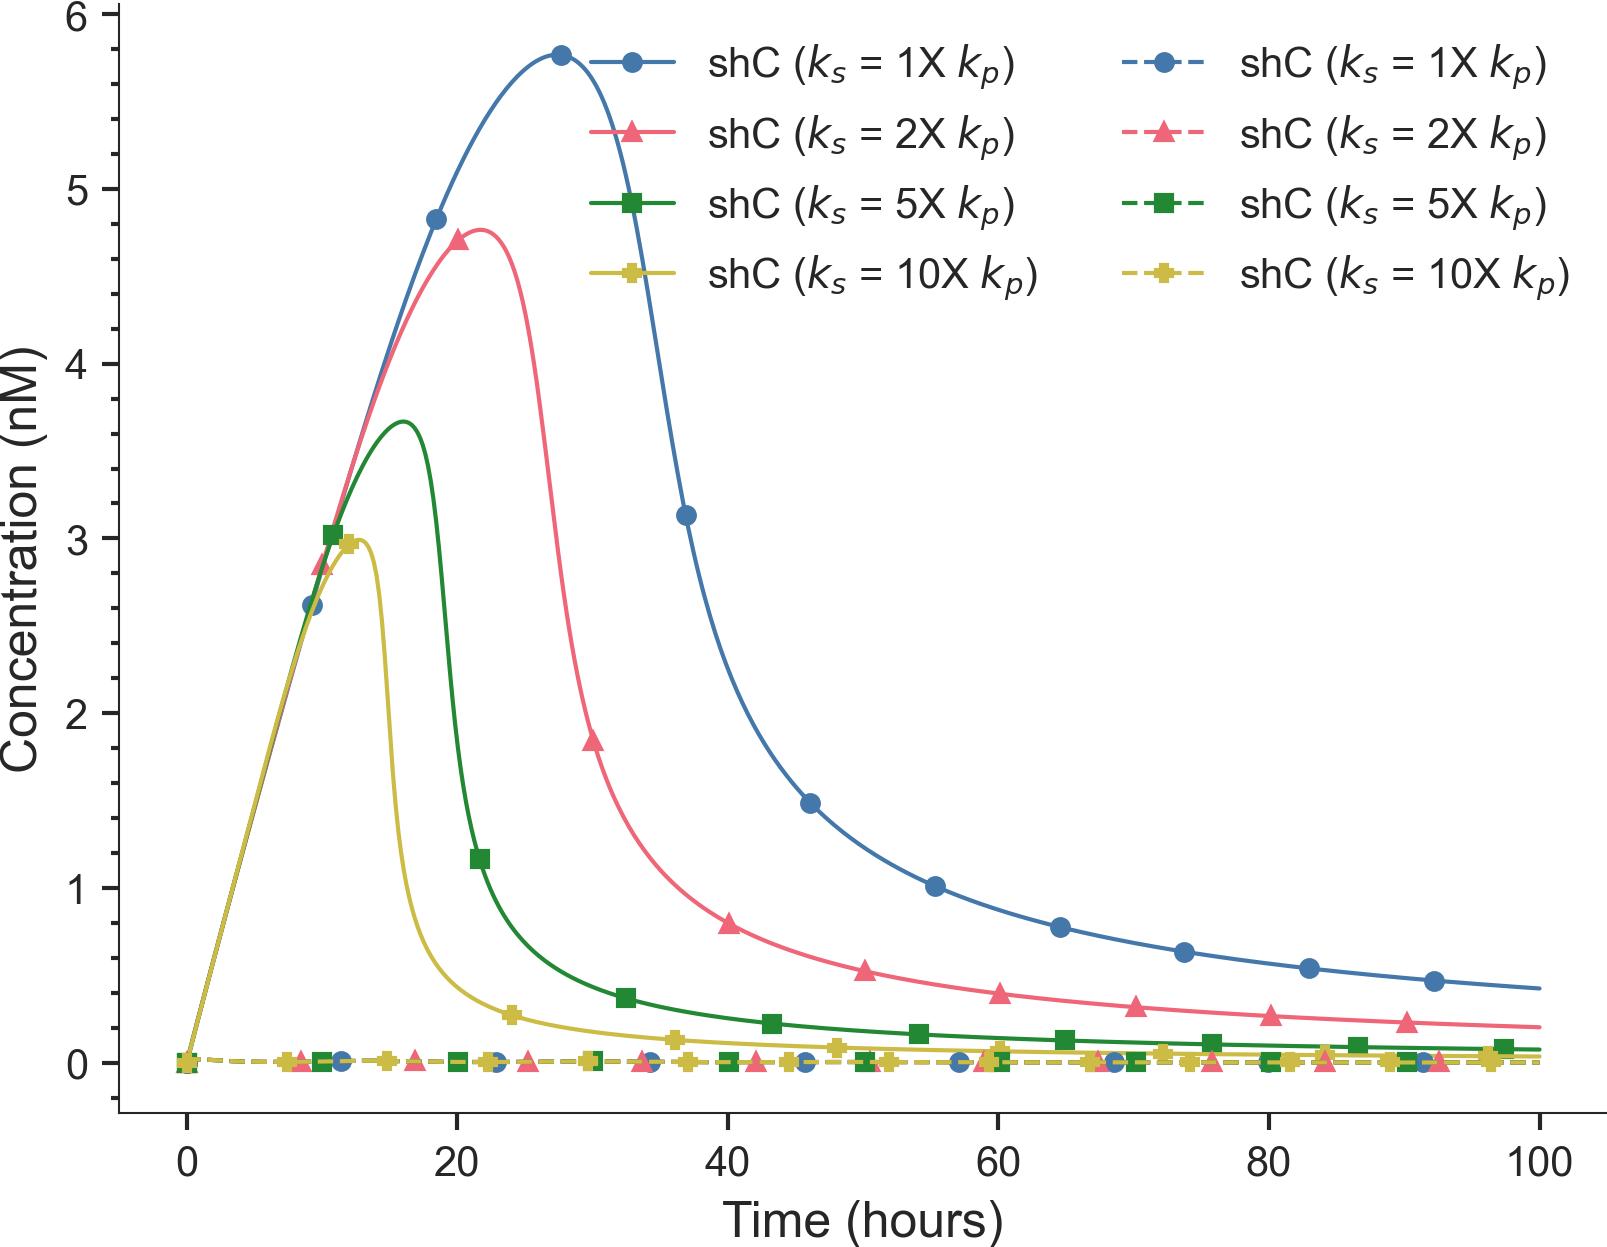 6
5
4
3
2
1
0
Concentration (nM)
shC (kₛ = 1X kₚ)
shC (kₛ = 2X kₚ)
shC (kₛ = 5X kₚ)
shC (kₛ = 10X kₚ)
shC (kₛ = 1X kₚ)
shC (kₛ = 2X kₚ)
shC (kₛ = 5X kₚ)
shC (kₛ = 10X kₚ)
0 20 40 60 80 100
Time (hours)